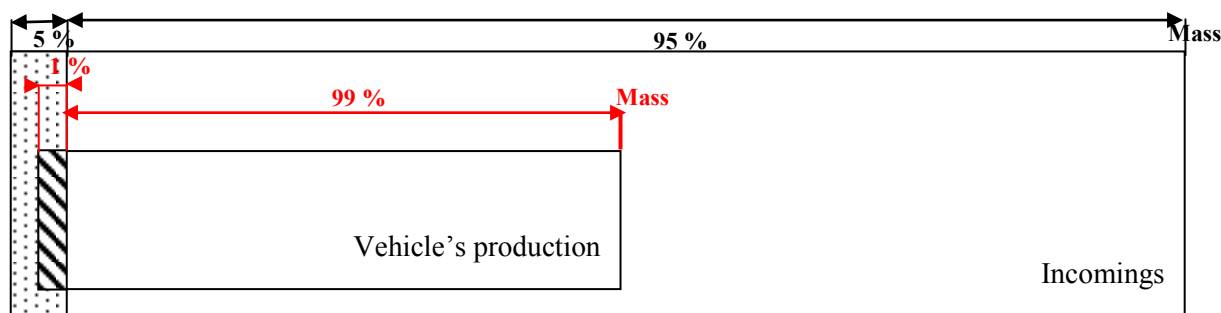 5 %
95 %
Mass
1 %
99 %
Mass
Vehicle’s production
Incomings